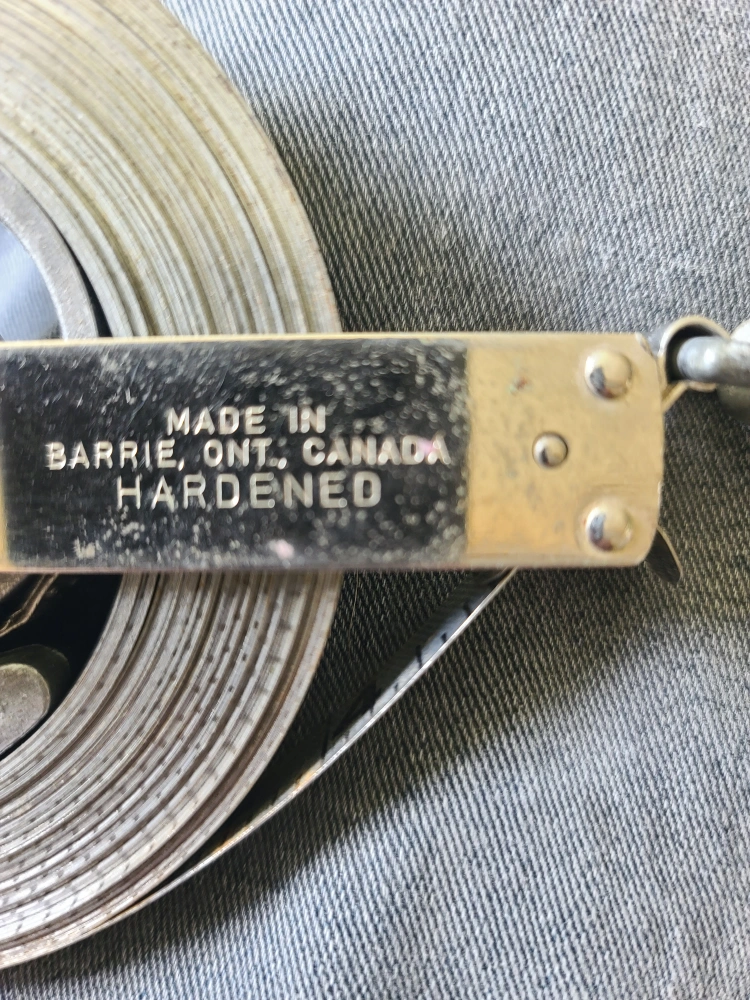 MADE IN
BARRIE, ONT., CANADA
HARDENED